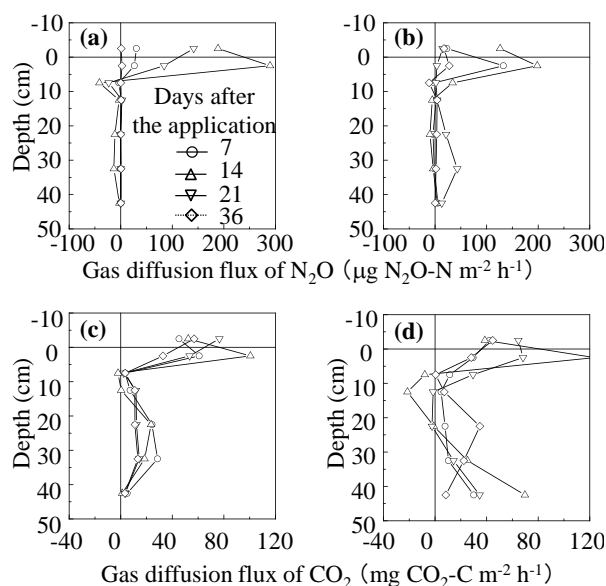 -10
0
10
20
30
40
50
Depth (cm)
(a)
Days after
the application
7
14
21
36
-100 0 100 200 300
-10
0
10
20
30
40
50
Depth (cm)
(b)
-100 0 100 200 300
Gas diffusion flux of N₂O (μg N₂O-N m⁻² h⁻¹)
-10
0
10
20
30
40
50
Depth (cm)
(c)
-40 0 40 80 120
-10
0
10
20
30
40
50
Depth (cm)
(d)
-40 0 40 80 120
Gas diffusion flux of CO₂ (mg CO₂-C m⁻² h⁻¹)